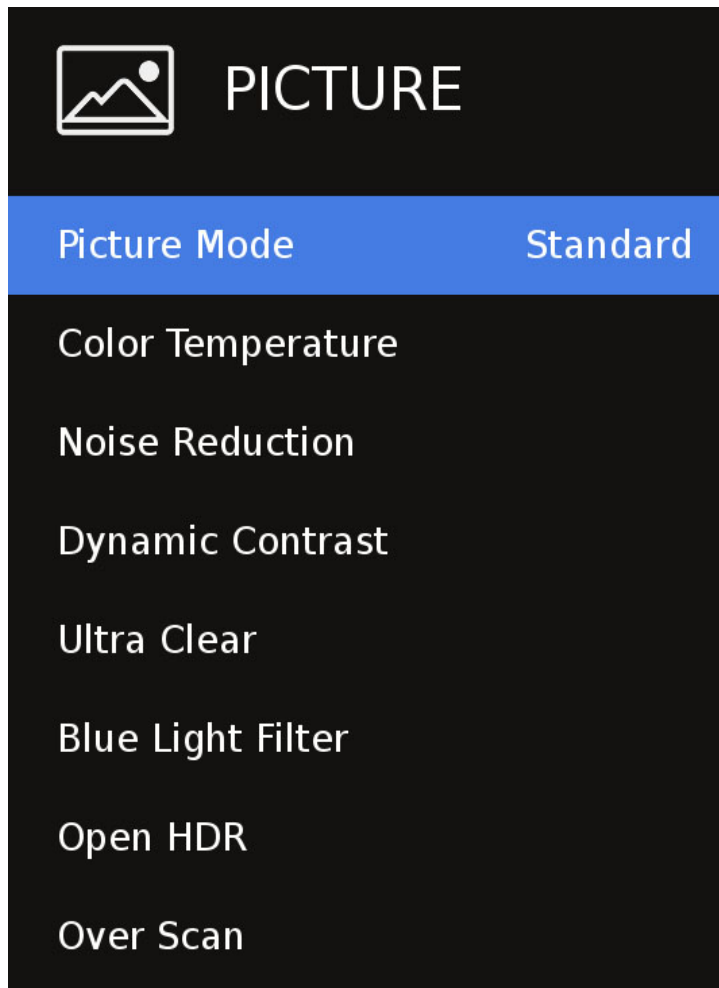 PICTURE
Picture Mode Standard
Color Temperature
Noise Reduction
Dynamic Contrast
Ultra Clear
Blue Light Filter
Open HDR
Over Scan